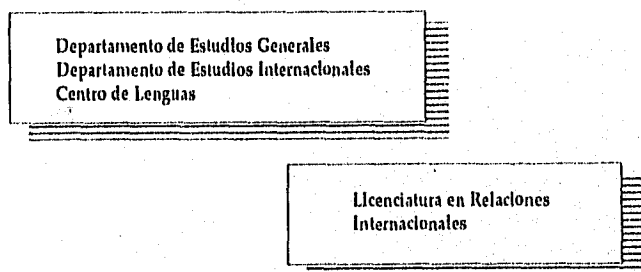 Departamento de Estudios Generales
Departamento de Estudios Internacionales
Centro de Lenguas
Licenciatura en Relaciones
Internacionales